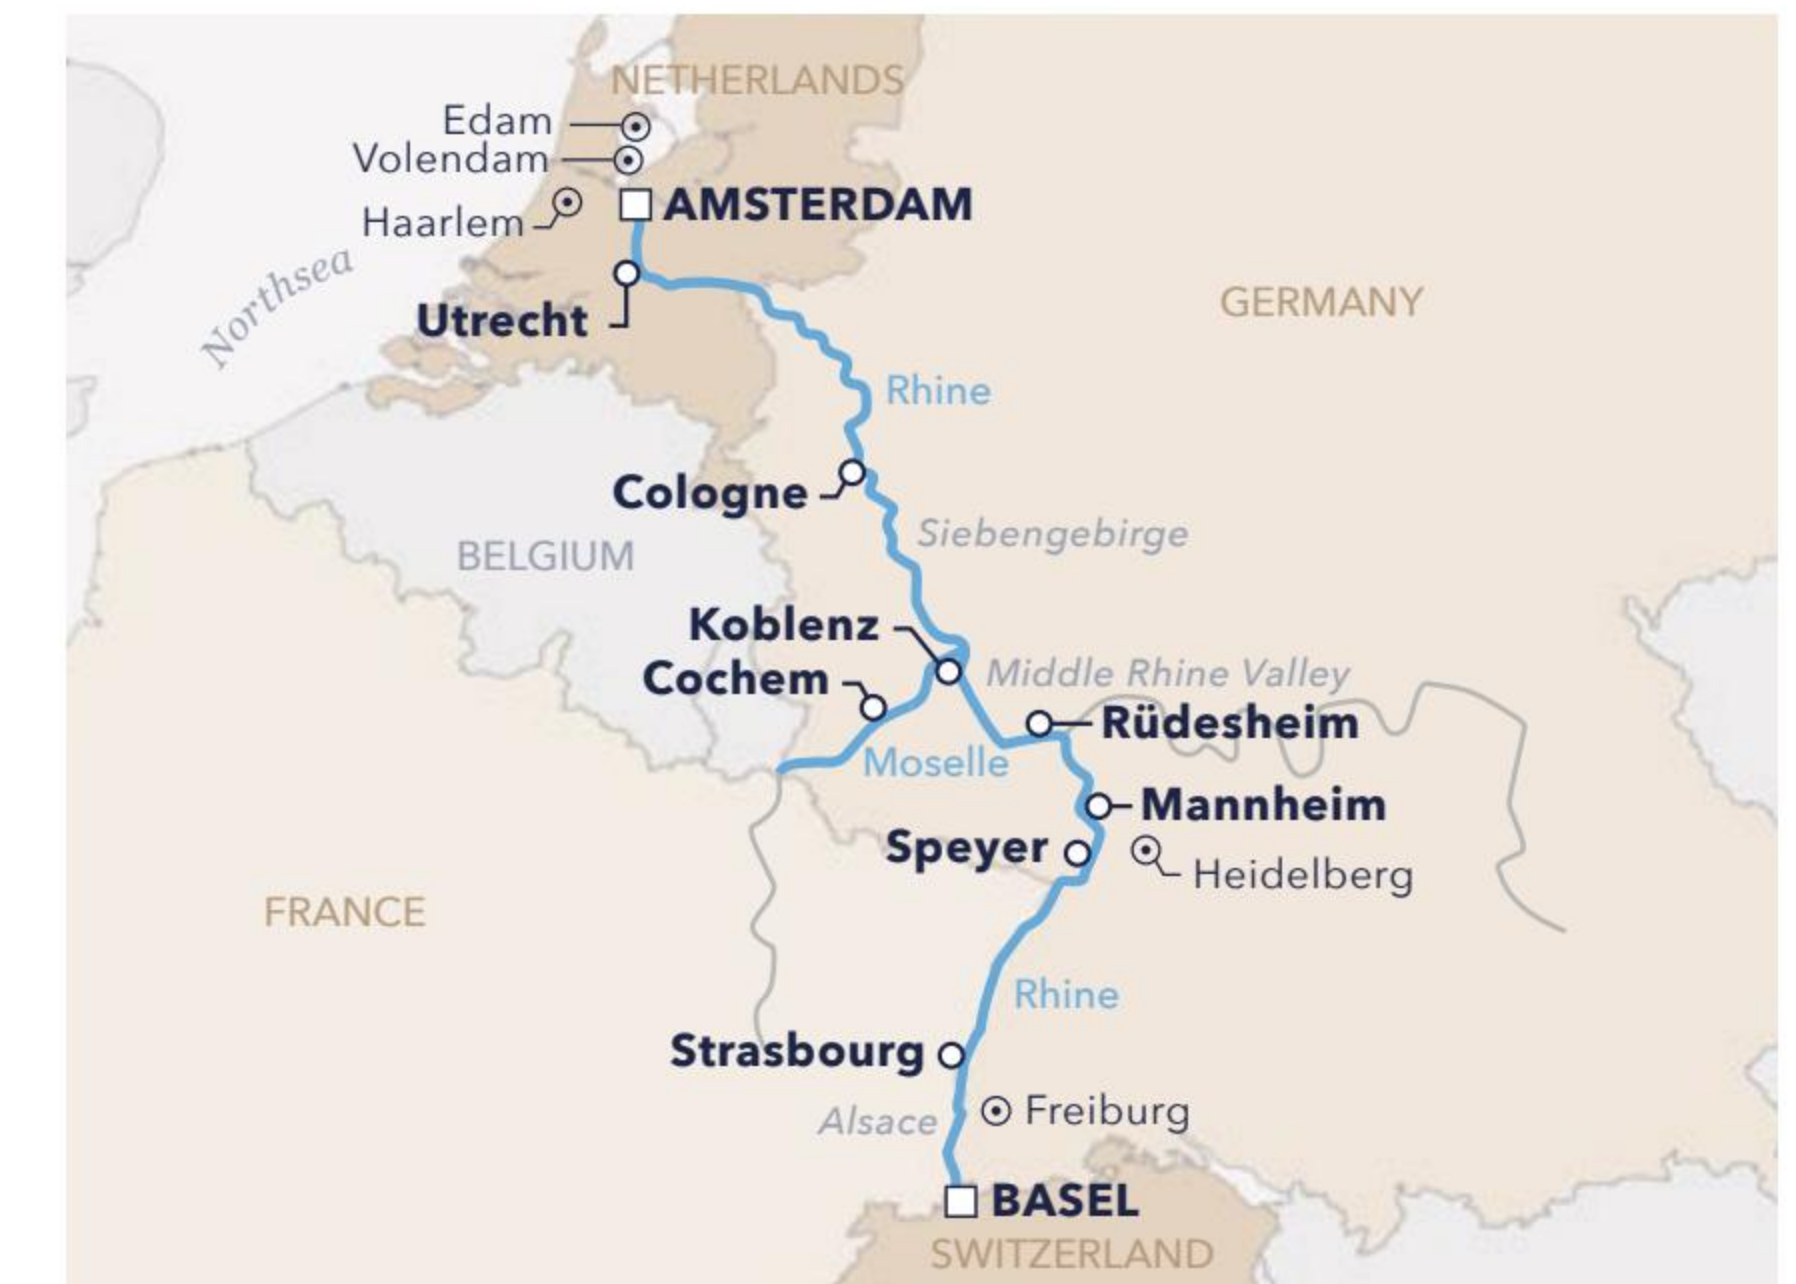 NETHERLANDS
Edam
Volendam
AMSTERDAM
Haarlem
Northsea
Utrecht
GERMANY
Rhine
Cologne
Siebengebirge
BELGIUM
Koblenz
Middle Rhine Valley
Cochem
Rüdesheim
Moselle
Mannheim
Speyer
Heidelberg
FRANCE
Rhine
Strasbourg
Freiburg
Alsace
BASEL
SWITZERLAND